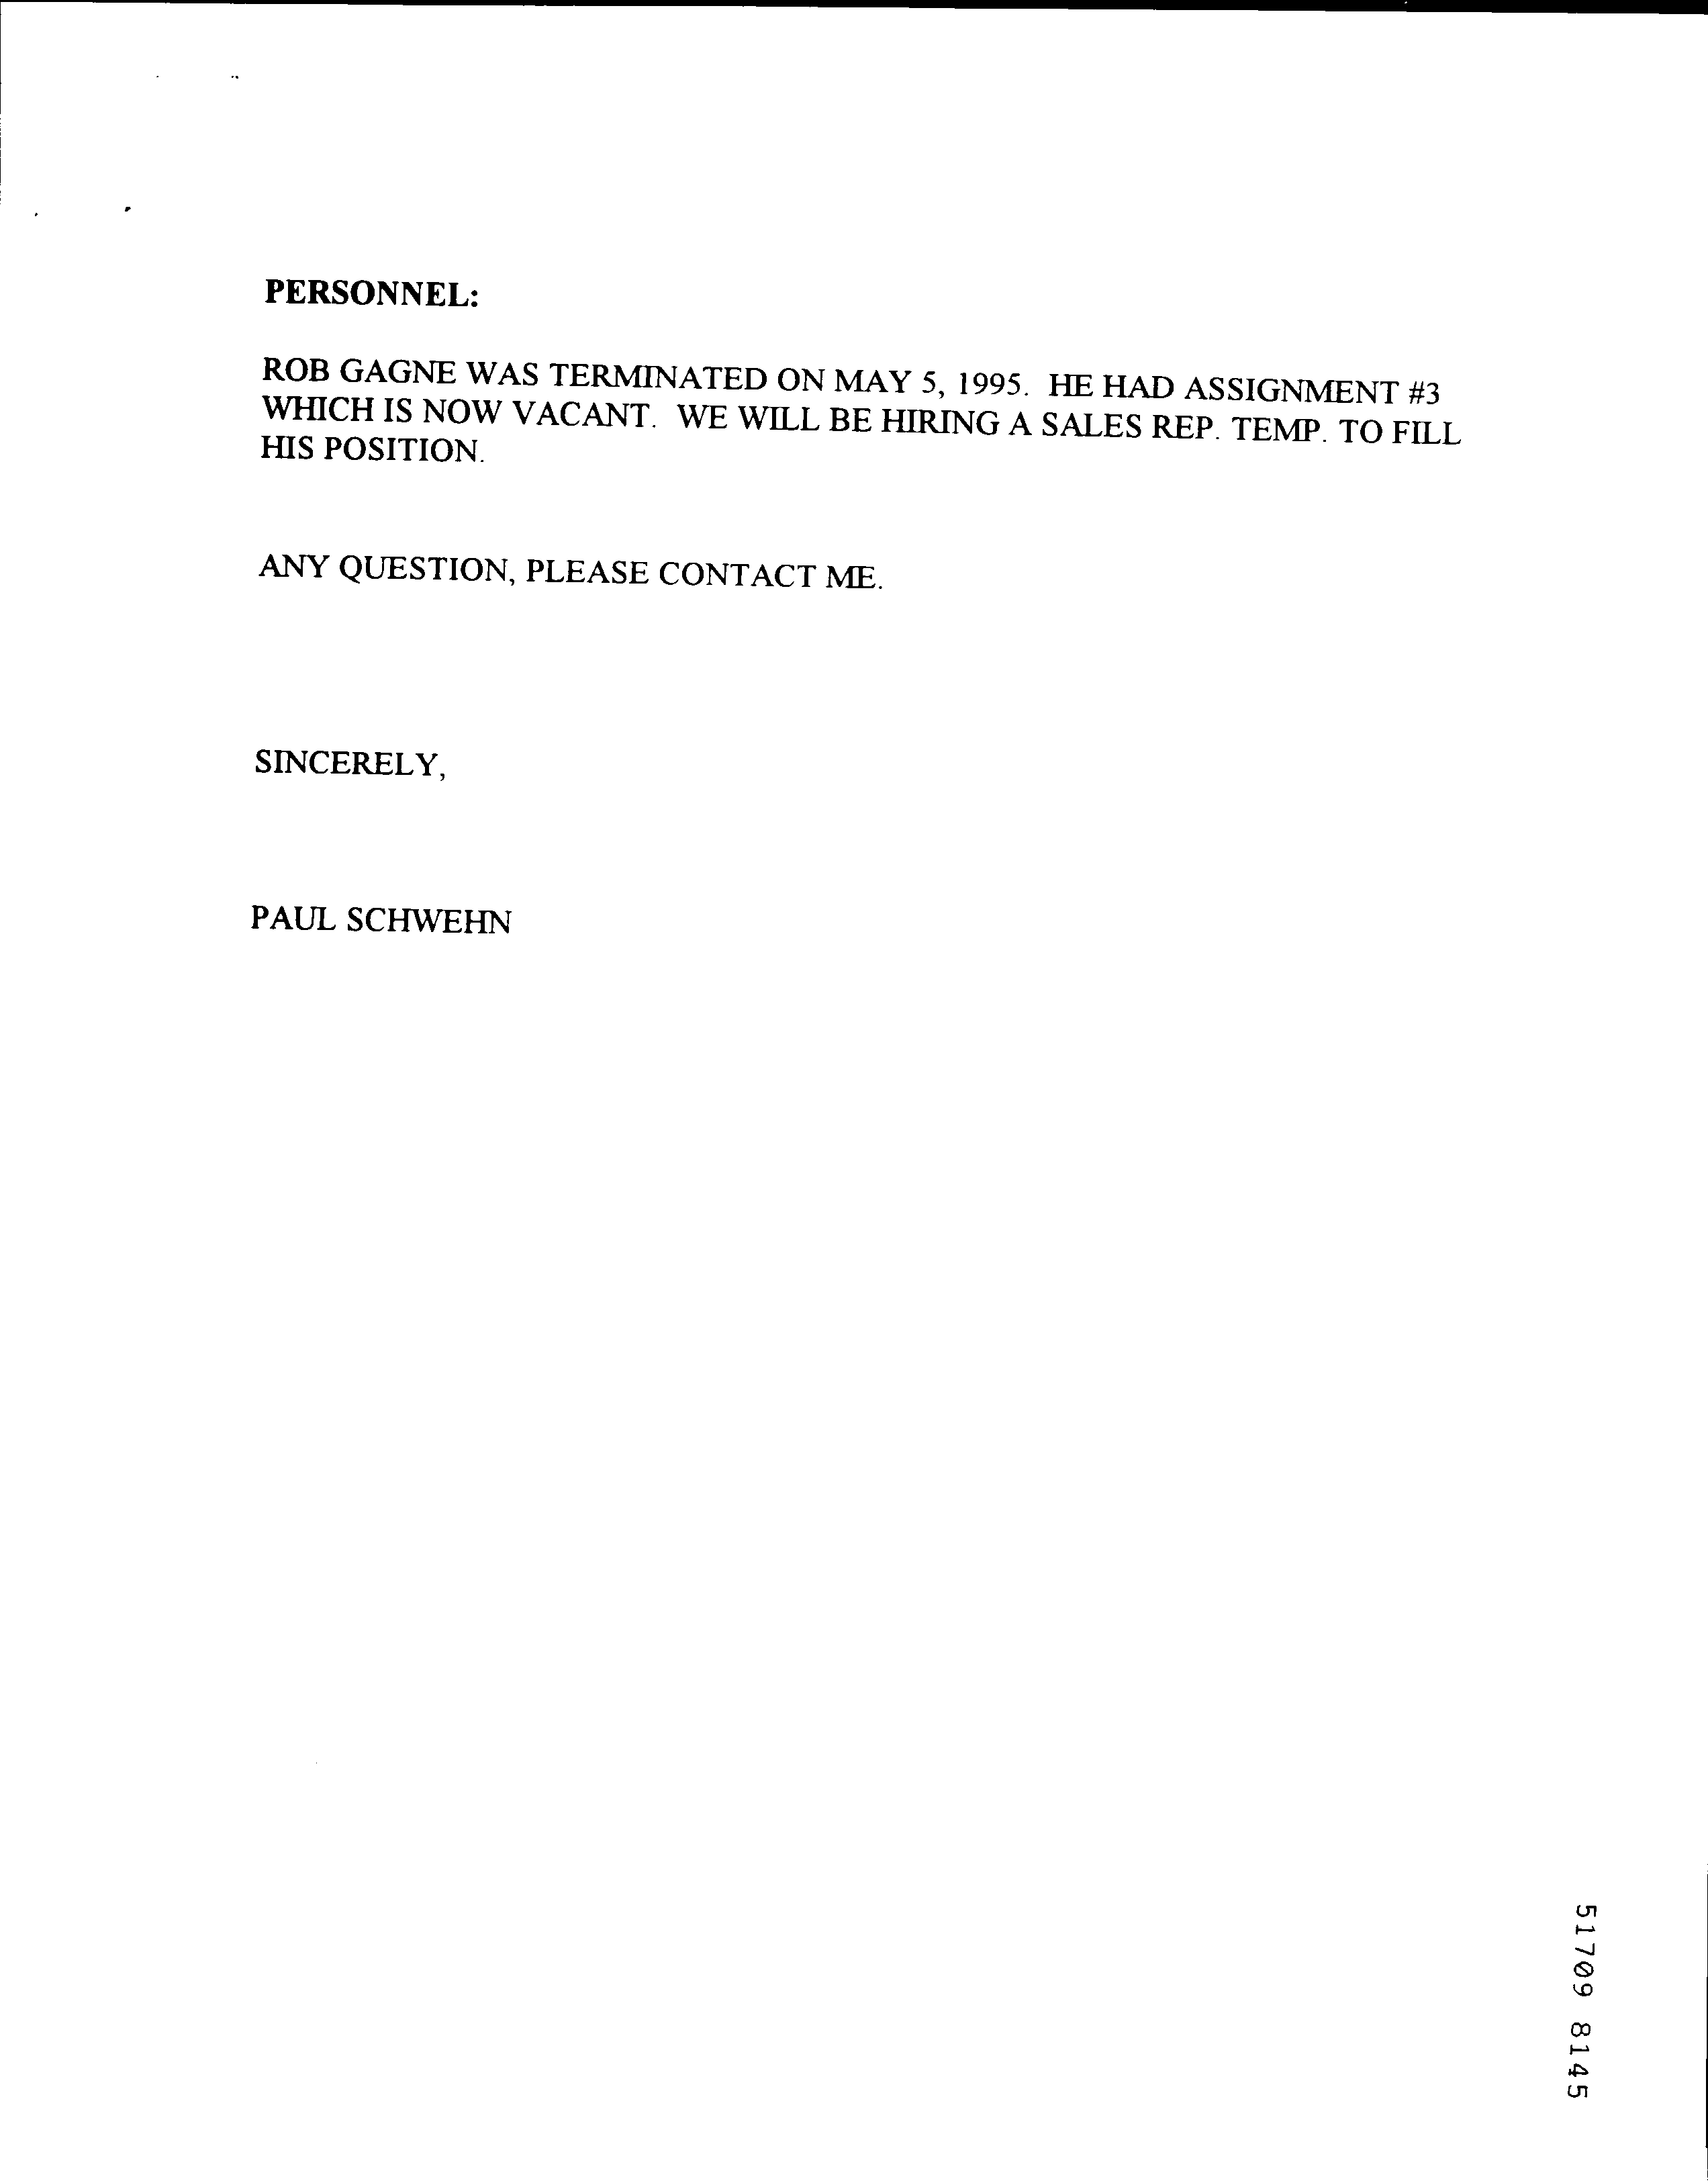 PERSONNEL:
ROB GAGNE WAS TERMINATED ON MAY 5, 1995. HE HAD ASSIGNMENT #3
WHICH IS NOW VACANT. WE WILL BE HIRING A SALES REP. TEMP. TO FILL
HIS POSITION.
ANY QUESTION, PLEASE CONTACT ME.
SINCERELY,
PAUL SCHWEHN
51709 8145